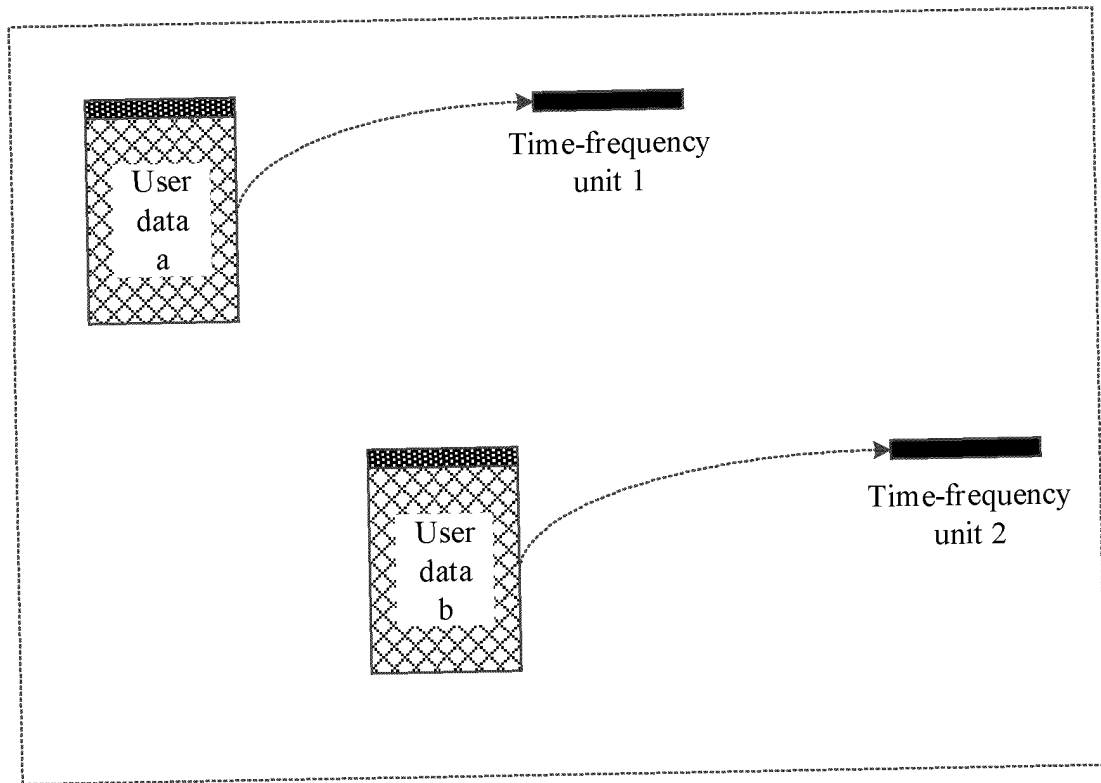 Time-frequency
unit 1
User
data
a
Time-frequency
unit 2
User
data
b